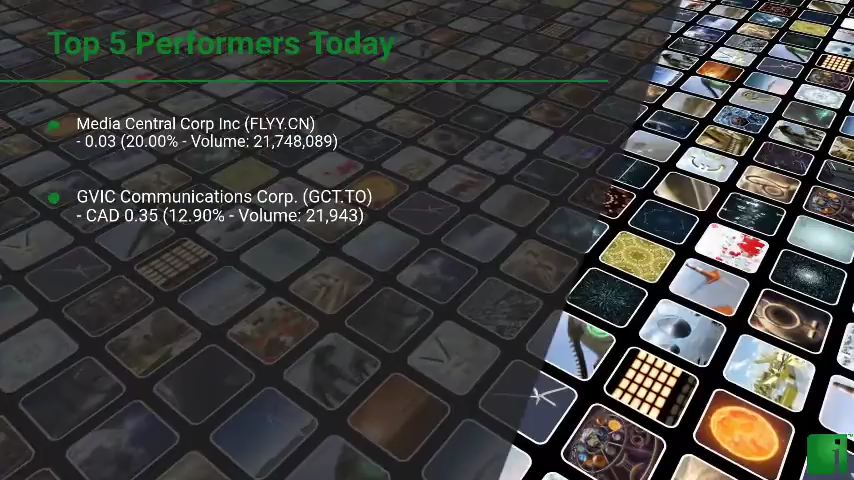 Top 5 Performers Today
Media Central Corp Inc (FLYY.CN)
- 0.03 (20.00% - Volume: 21,748,089)
GVIC Communications Corp. (GCT.TO)
- CAD 0.35 (12.90% - Volume: 21,943)
i